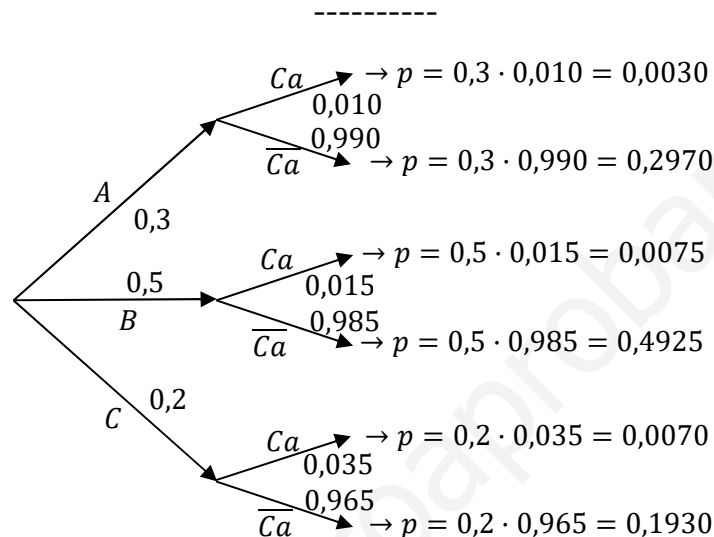 ----------
Ca → p = 0,3 · 0,010 = 0,0030
0,010
0,990
C̅a̅ → p = 0,3 · 0,990 = 0,2970
A
0,3
Ca → p = 0,5 · 0,015 = 0,0075
0,5
0,015
B
0,985
C̅a̅ → p = 0,5 · 0,985 = 0,4925
0,2
C
Ca → p = 0,2 · 0,035 = 0,0070
0,035
0,965
C̅a̅ → p = 0,2 · 0,965 = 0,1930